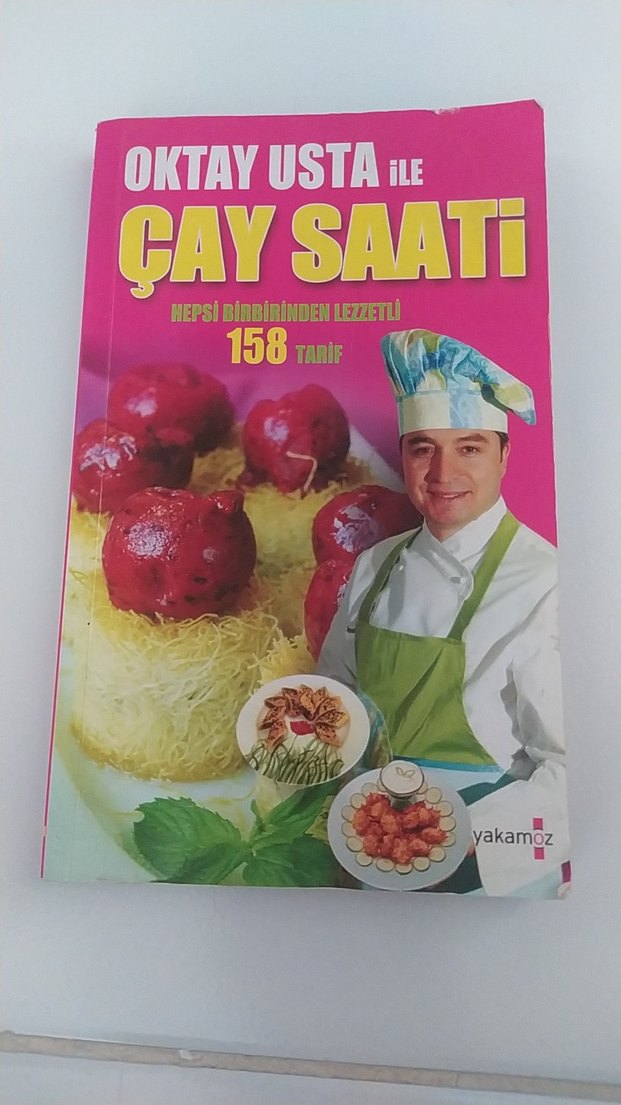 OKTAY USTA iLE
ÇAY SAATi
HEPSİ BİRBİRİNDEN LEZZETLİ
158 TARİF
yakamoz